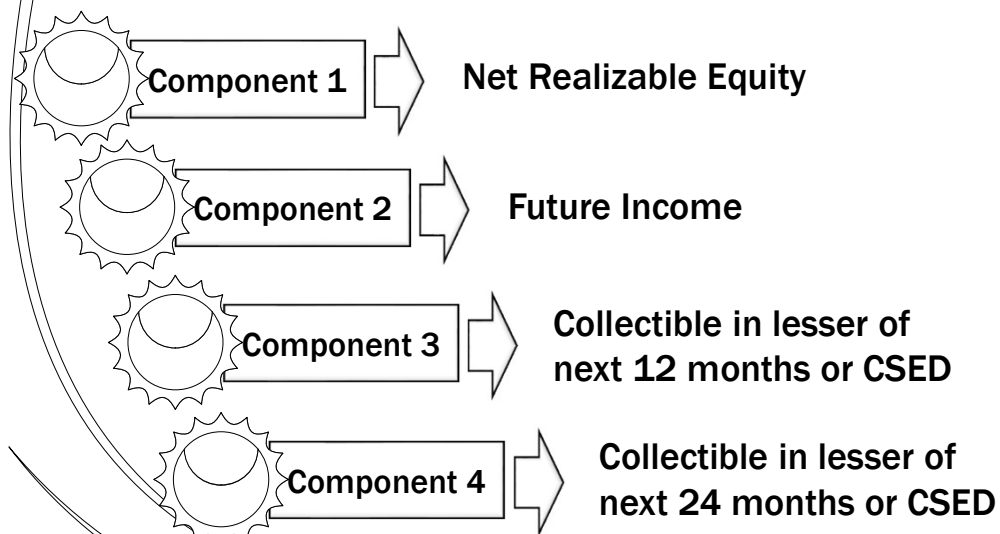 Component 1
Net Realizable Equity
Component 2
Future Income
Component 3
Collectible in lesser of
next 12 months or CSED
Component 4
Collectible in lesser of
next 24 months or CSED